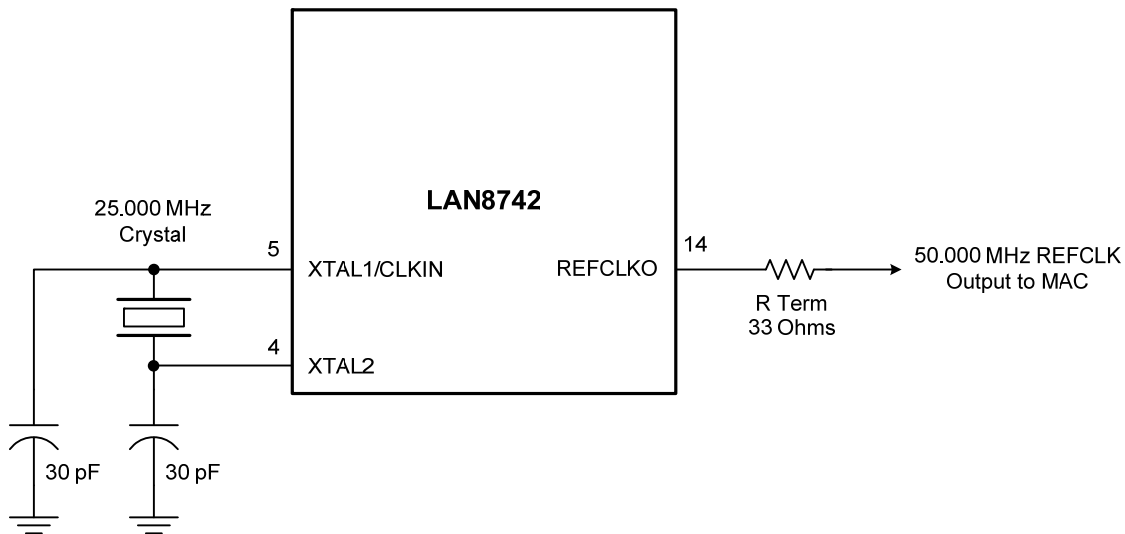 LAN8742
25.000 MHz
Crystal
5
XTAL1/CLKIN
REFCLKO
14
50.000 MHz REFCLK
Output to MAC
R Term
33 Ohms
4
XTAL2
30 pF
30 pF